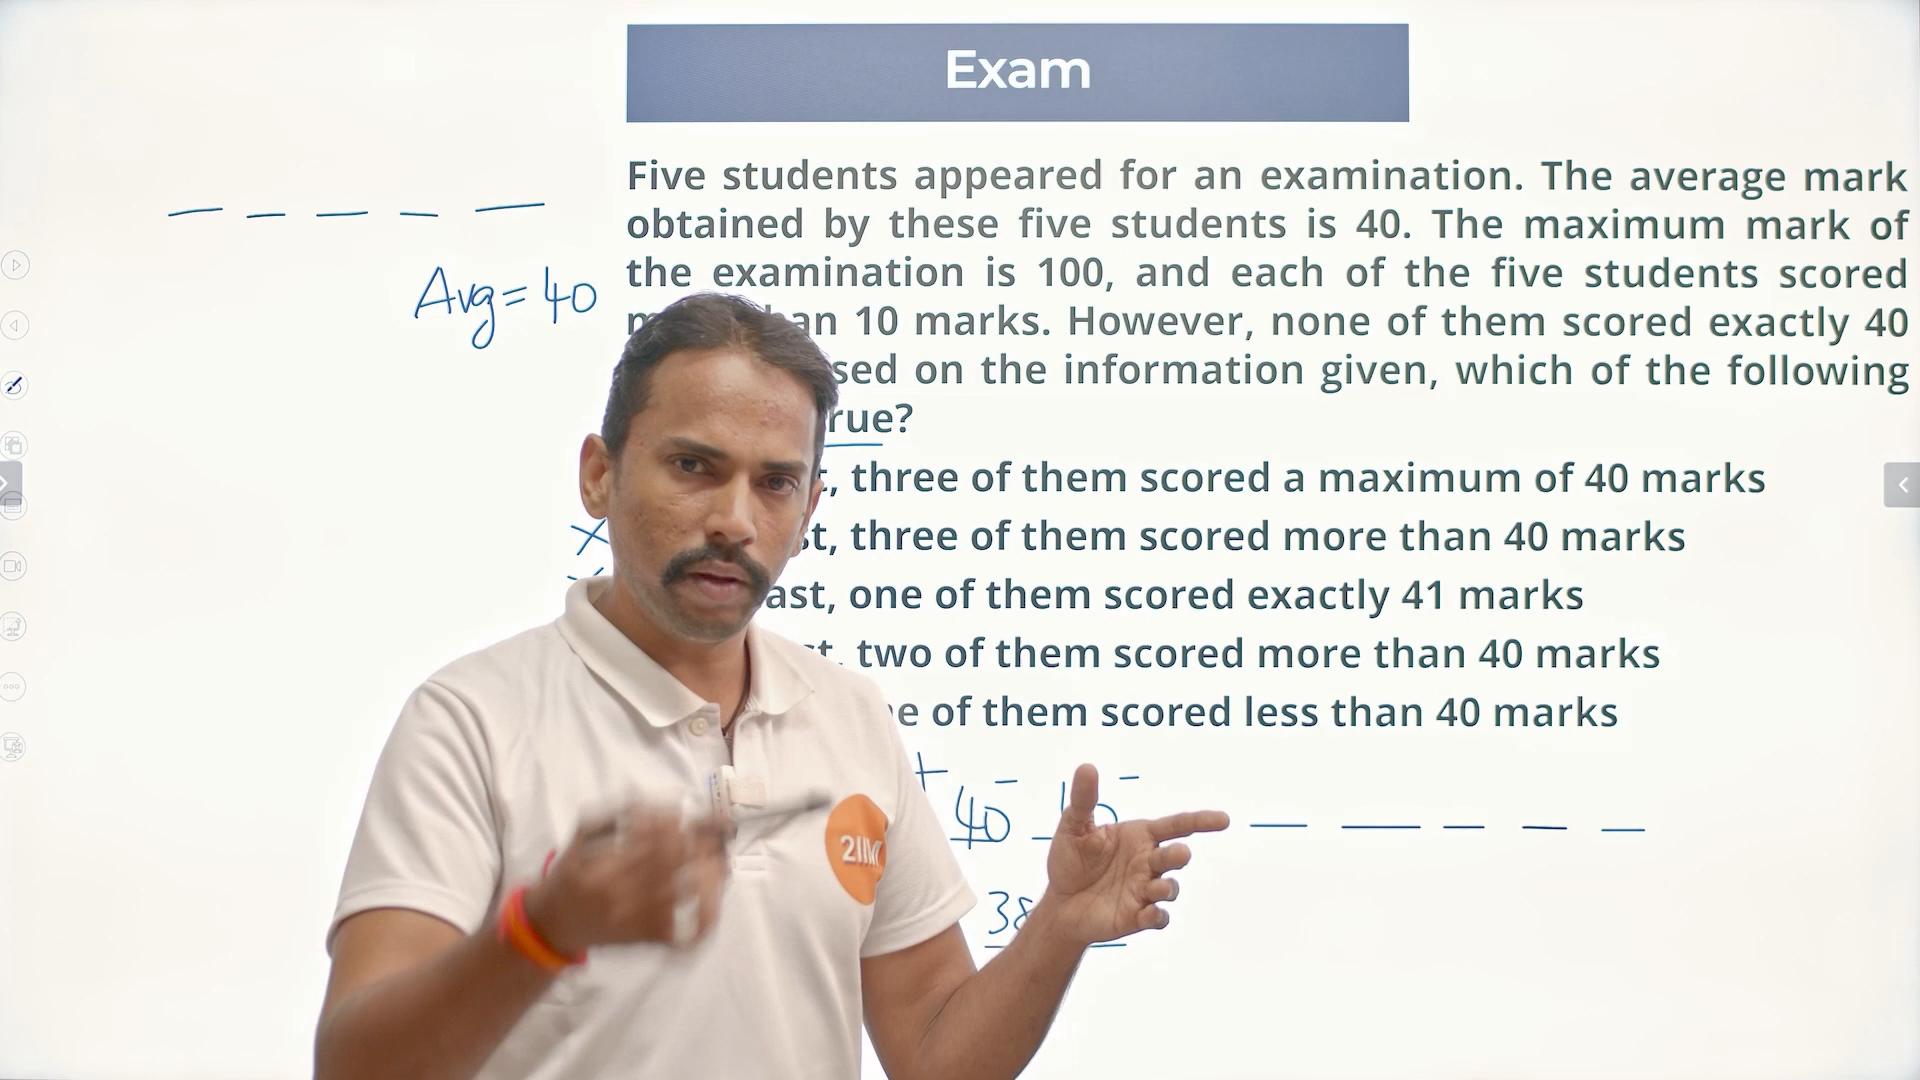 Exam
Five students appeared for an examination. The average mark
obtained by these five students is 40. The maximum mark of
the examination is 100, and each of the five students scored
an 10 marks. However, none of them scored exactly 40
sed on the information given, which of the following
rue?
t, three of them scored a maximum of 40 marks
st, three of them scored more than 40 marks
ast, one of them scored exactly 41 marks
st, two of them scored more than 40 marks
e of them scored less than 40 marks
Avg = 40
+ 40 -
38
2IIM